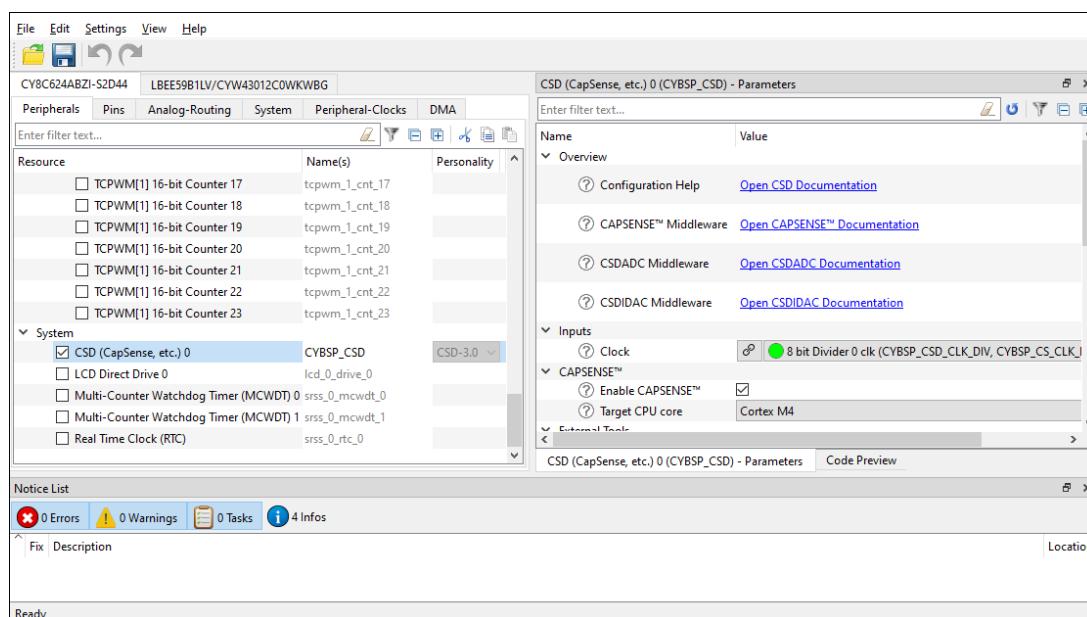 File Edit Settings View Help
CY8C624ABZI-S2D44 LBEE59B1LV/CYW43012C0WKWBG
Peripherals Pins Analog-Routing System Peripheral-Clocks DMA
Enter filter text...
Resource Name(s) Personality
TCPWM[1] 16-bit Counter 17 tcpwm_1_cnt_17
TCPWM[1] 16-bit Counter 18 tcpwm_1_cnt_18
TCPWM[1] 16-bit Counter 19 tcpwm_1_cnt_19
TCPWM[1] 16-bit Counter 20 tcpwm_1_cnt_20
TCPWM[1] 16-bit Counter 21 tcpwm_1_cnt_21
TCPWM[1] 16-bit Counter 22 tcpwm_1_cnt_22
TCPWM[1] 16-bit Counter 23 tcpwm_1_cnt_23
System
CSD (CapSense, etc.) 0 CYBSP_CSD CSD-3.0
LCD Direct Drive 0 lcd_0_drive_0
Multi-Counter Watchdog Timer (MCWDT) 0 srss_0_mcwdt_0
Multi-Counter Watchdog Timer (MCWDT) 1 srss_0_mcwdt_1
Real Time Clock (RTC) srss_0_rtc_0
CSD (CapSense, etc.) 0 (CYBSP_CSD) - Parameters
Enter filter text...
Name Value
Overview
Configuration Help Open CSD Documentation
CAPSENSE™ Middleware Open CAPSENSE™ Documentation
CSDADC Middleware Open CSDADC Documentation
CSDIDAC Middleware Open CSDIDAC Documentation
Inputs
Clock 8 bit Divider 0 clk (CYBSP_CSD_CLK_DIV, CYBSP_CS_CLK_
CAPSENSE™
Enable CAPSENSE™
Target CPU core Cortex M4
External Tools
CSD (CapSense, etc.) 0 (CYBSP_CSD) - Parameters Code Preview
Notice List
0 Errors 0 Warnings 0 Tasks 4 Infos
Fix Description Locatio
Ready